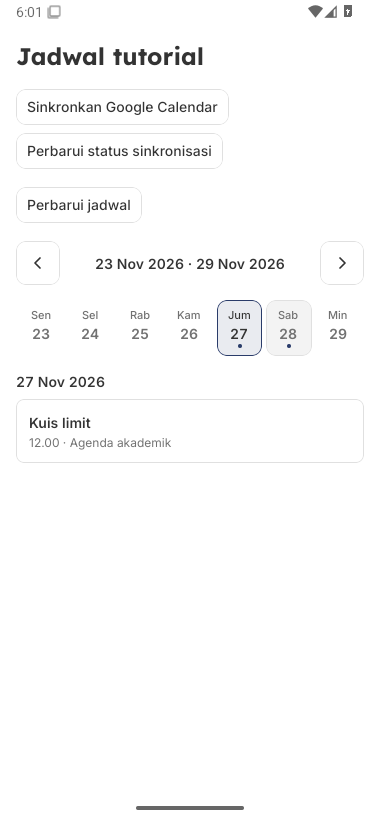 6:01
Jadwal tutorial
Sinkronkan Google Calendar
Perbarui status sinkronisasi
Perbarui jadwal
23 Nov 2026 · 29 Nov 2026
Sen Sel Rab Kam Jum Sab Min
23 24 25 26 27 28 29
27 Nov 2026
Kuis limit
12.00 · Agenda akademik